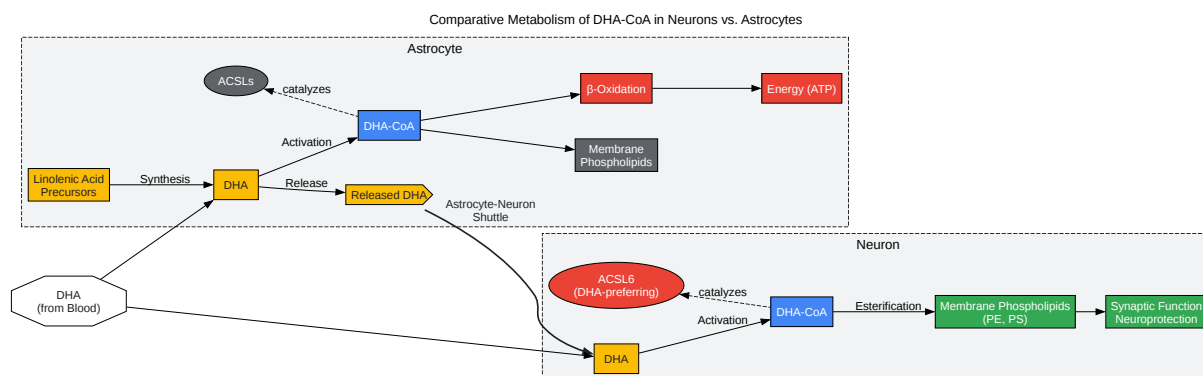 Comparative Metabolism of DHA-CoA in Neurons vs. Astrocytes
Astrocyte
ACSLs
catalyzes
β-Oxidation
Energy (ATP)
DHA-CoA
Activation
Membrane
Phospholipids
Linolenic Acid
Precursors
Synthesis
DHA
Release
Released DHA
Astrocyte-Neuron
Shuttle
Neuron
DHA
(from Blood)
ACSL6
(DHA-preferring)
catalyzes
DHA-CoA
Activation
Esterification
Membrane Phospholipids
(PE, PS)
Synaptic Function
Neuroprotection
DHA